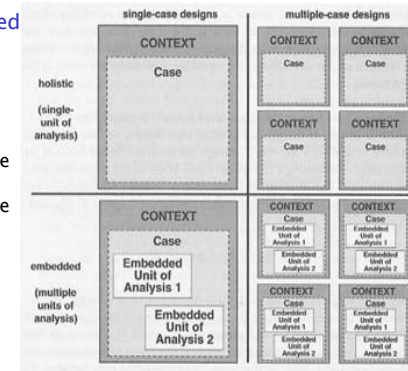 ed
e
e
single-case designs
multiple-case designs
holistic
(single-
unit of
analysis)
CONTEXT
Case
CONTEXT
Case
CONTEXT
Case
CONTEXT
Case
CONTEXT
Case
embedded
(multiple
units of
analysis)
CONTEXT
Case
Embedded
Unit of
Analysis 1
Embedded
Unit of
Analysis 2
CONTEXT
Case
Embedded
Unit of
Analysis 1
Embedded
Unit of
Analysis 2
CONTEXT
Case
Embedded
Unit of
Analysis 1
Embedded
Unit of
Analysis 2
CONTEXT
Case
Embedded
Unit of
Analysis 1
Embedded
Unit of
Analysis 2
CONTEXT
Case
Embedded
Unit of
Analysis 1
Embedded
Unit of
Analysis 2